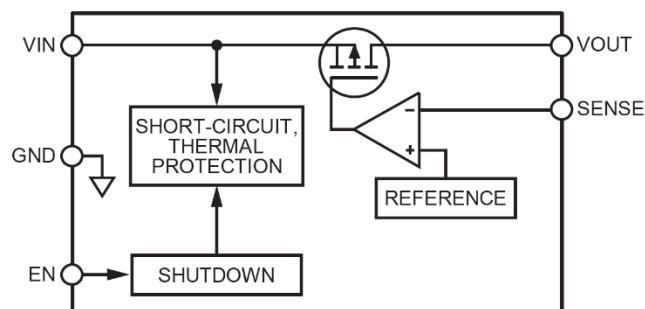 VIN
VOUT
SHORT-CIRCUIT,
THERMAL
PROTECTION
–
SENSE
GND
+
REFERENCE
EN
SHUTDOWN